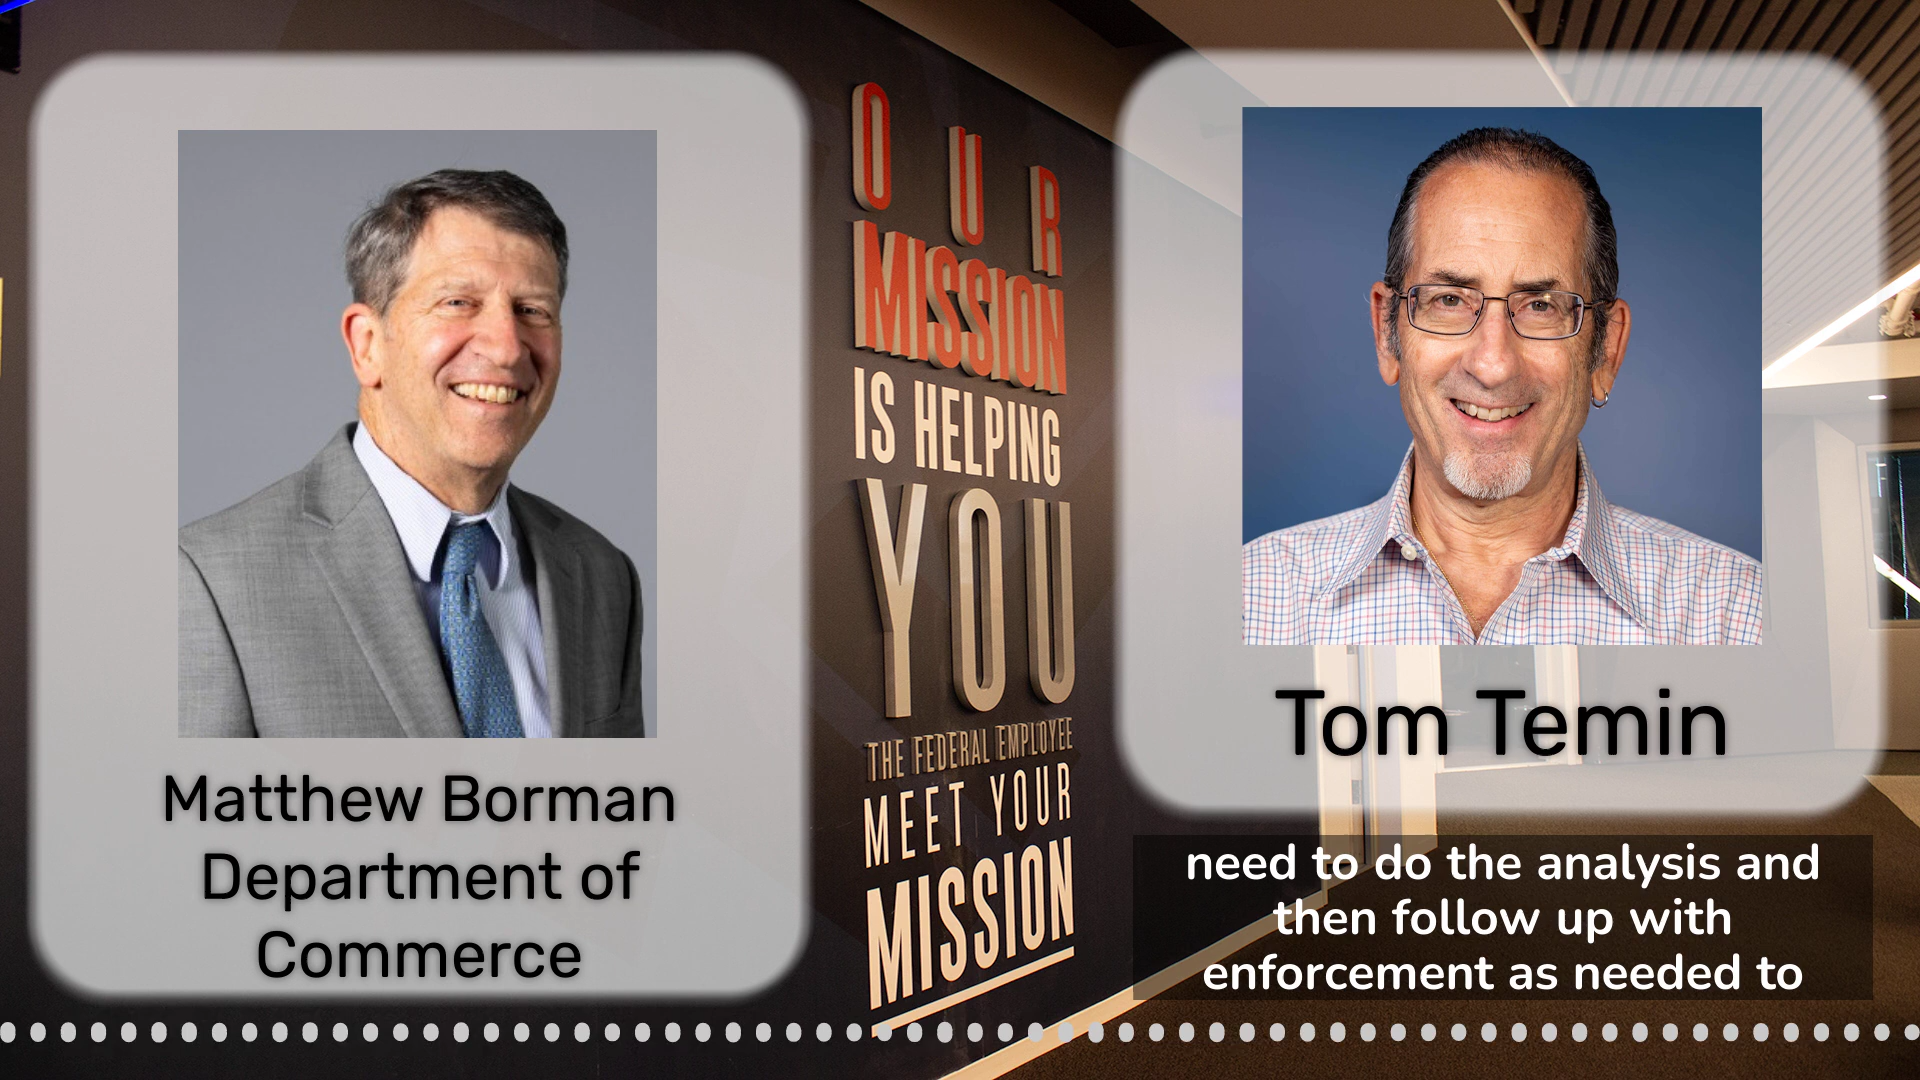 Matthew Borman
Department of
Commerce
OUR
MISSION
IS HELPING
YOU
THE FEDERAL EMPLOYEE
MEET YOUR
MISSION
Tom Temin
need to do the analysis and
then follow up with
enforcement as needed to